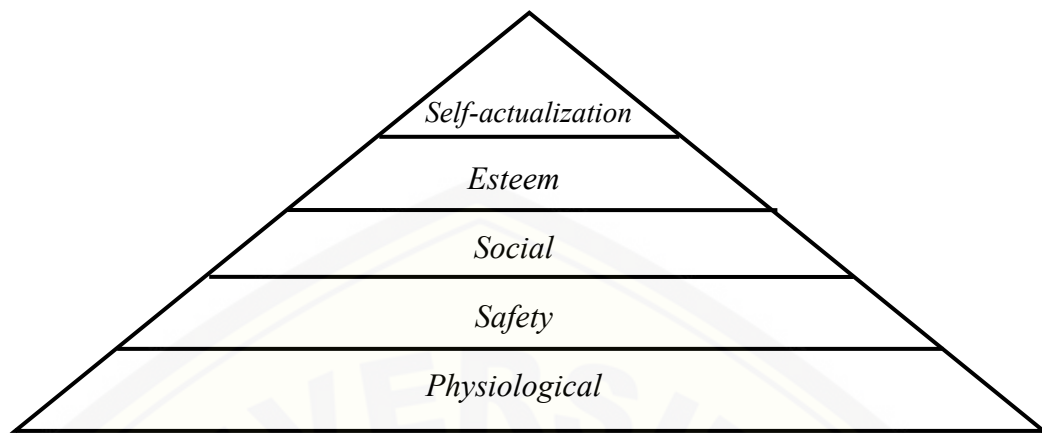 Self-actualization
Esteem
Social
Safety
Physiological